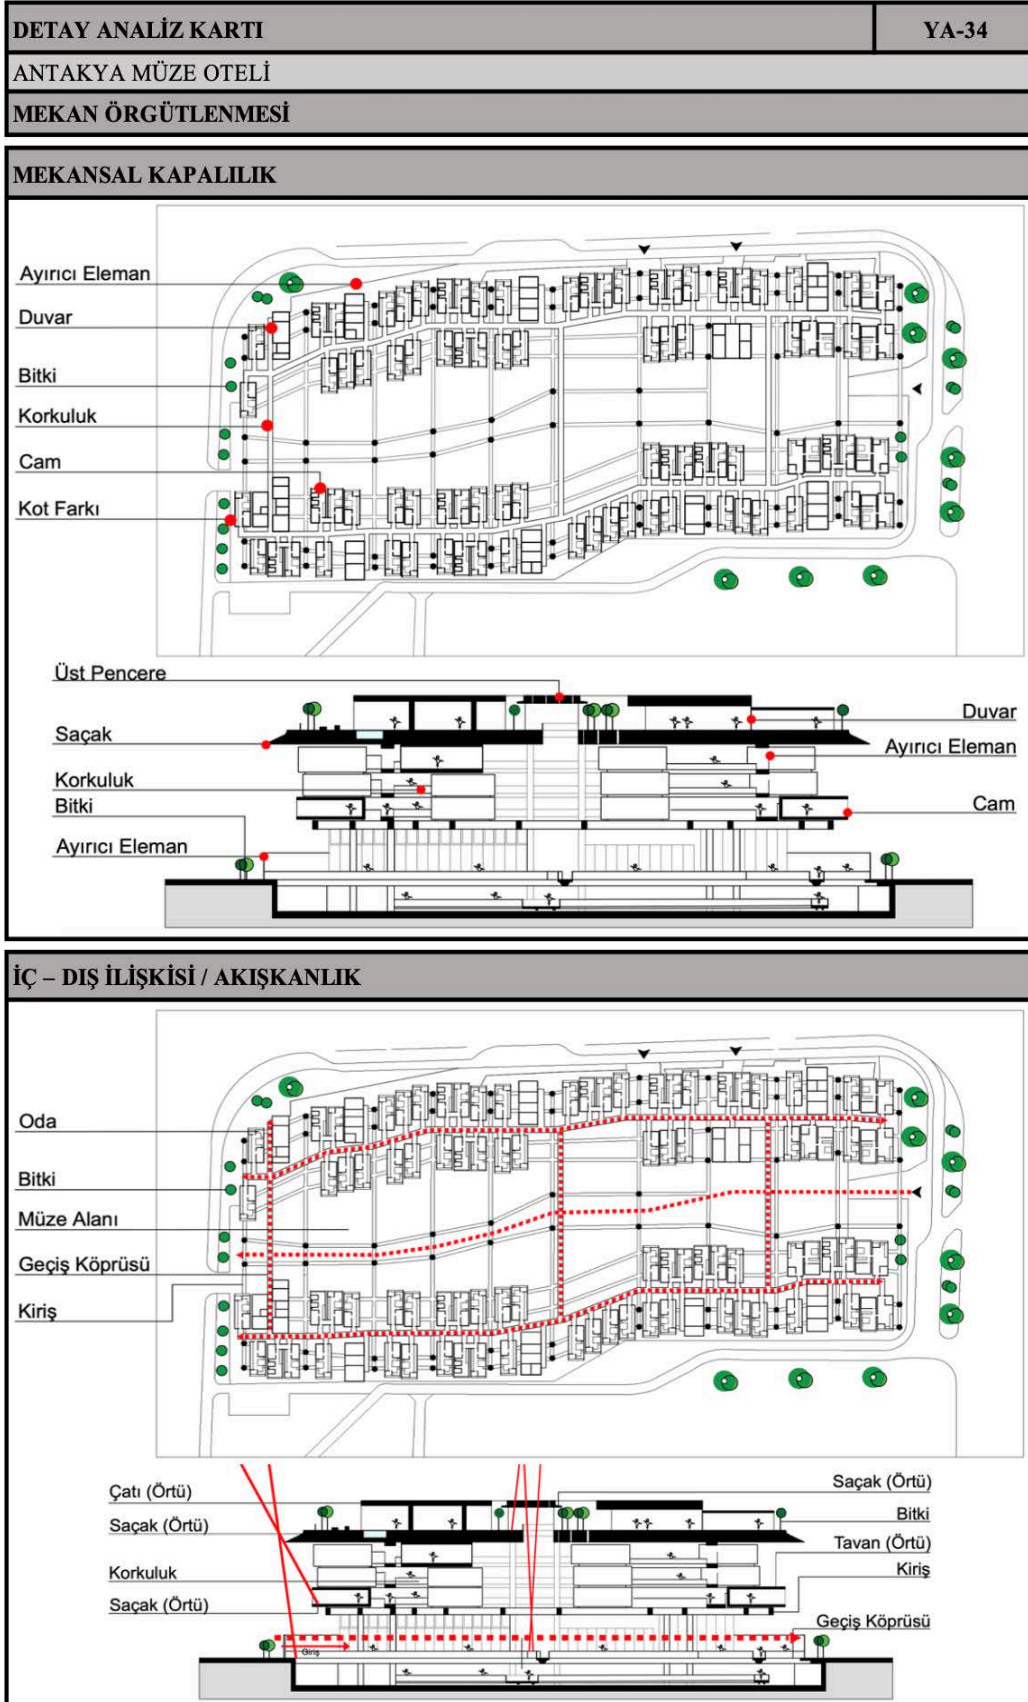 DETAY ANALİZ KARTI
YA-34
ANTAKYA MÜZE OTELİ
MEKAN ÖRGÜTLENMESİ
MEKANSAL KAPALILIK
Ayırıcı Eleman
Duvar
Bitki
Korkuluk
Cam
Kot Farkı
Üst Pencere
Saçak
Korkuluk
Bitki
Ayırıcı Eleman
Duvar
Ayırıcı Eleman
Cam
İÇ – DIŞ İLİŞKİSİ / AKIŞKANLIK
Oda
Bitki
Müze Alanı
Geçiş Köprüsü
Kiriş
Çatı (Örtü)
Saçak (Örtü)
Korkuluk
Saçak (Örtü)
Giriş
Saçak (Örtü)
Bitki
Tavan (Örtü)
Kiriş
Geçiş Köprüsü